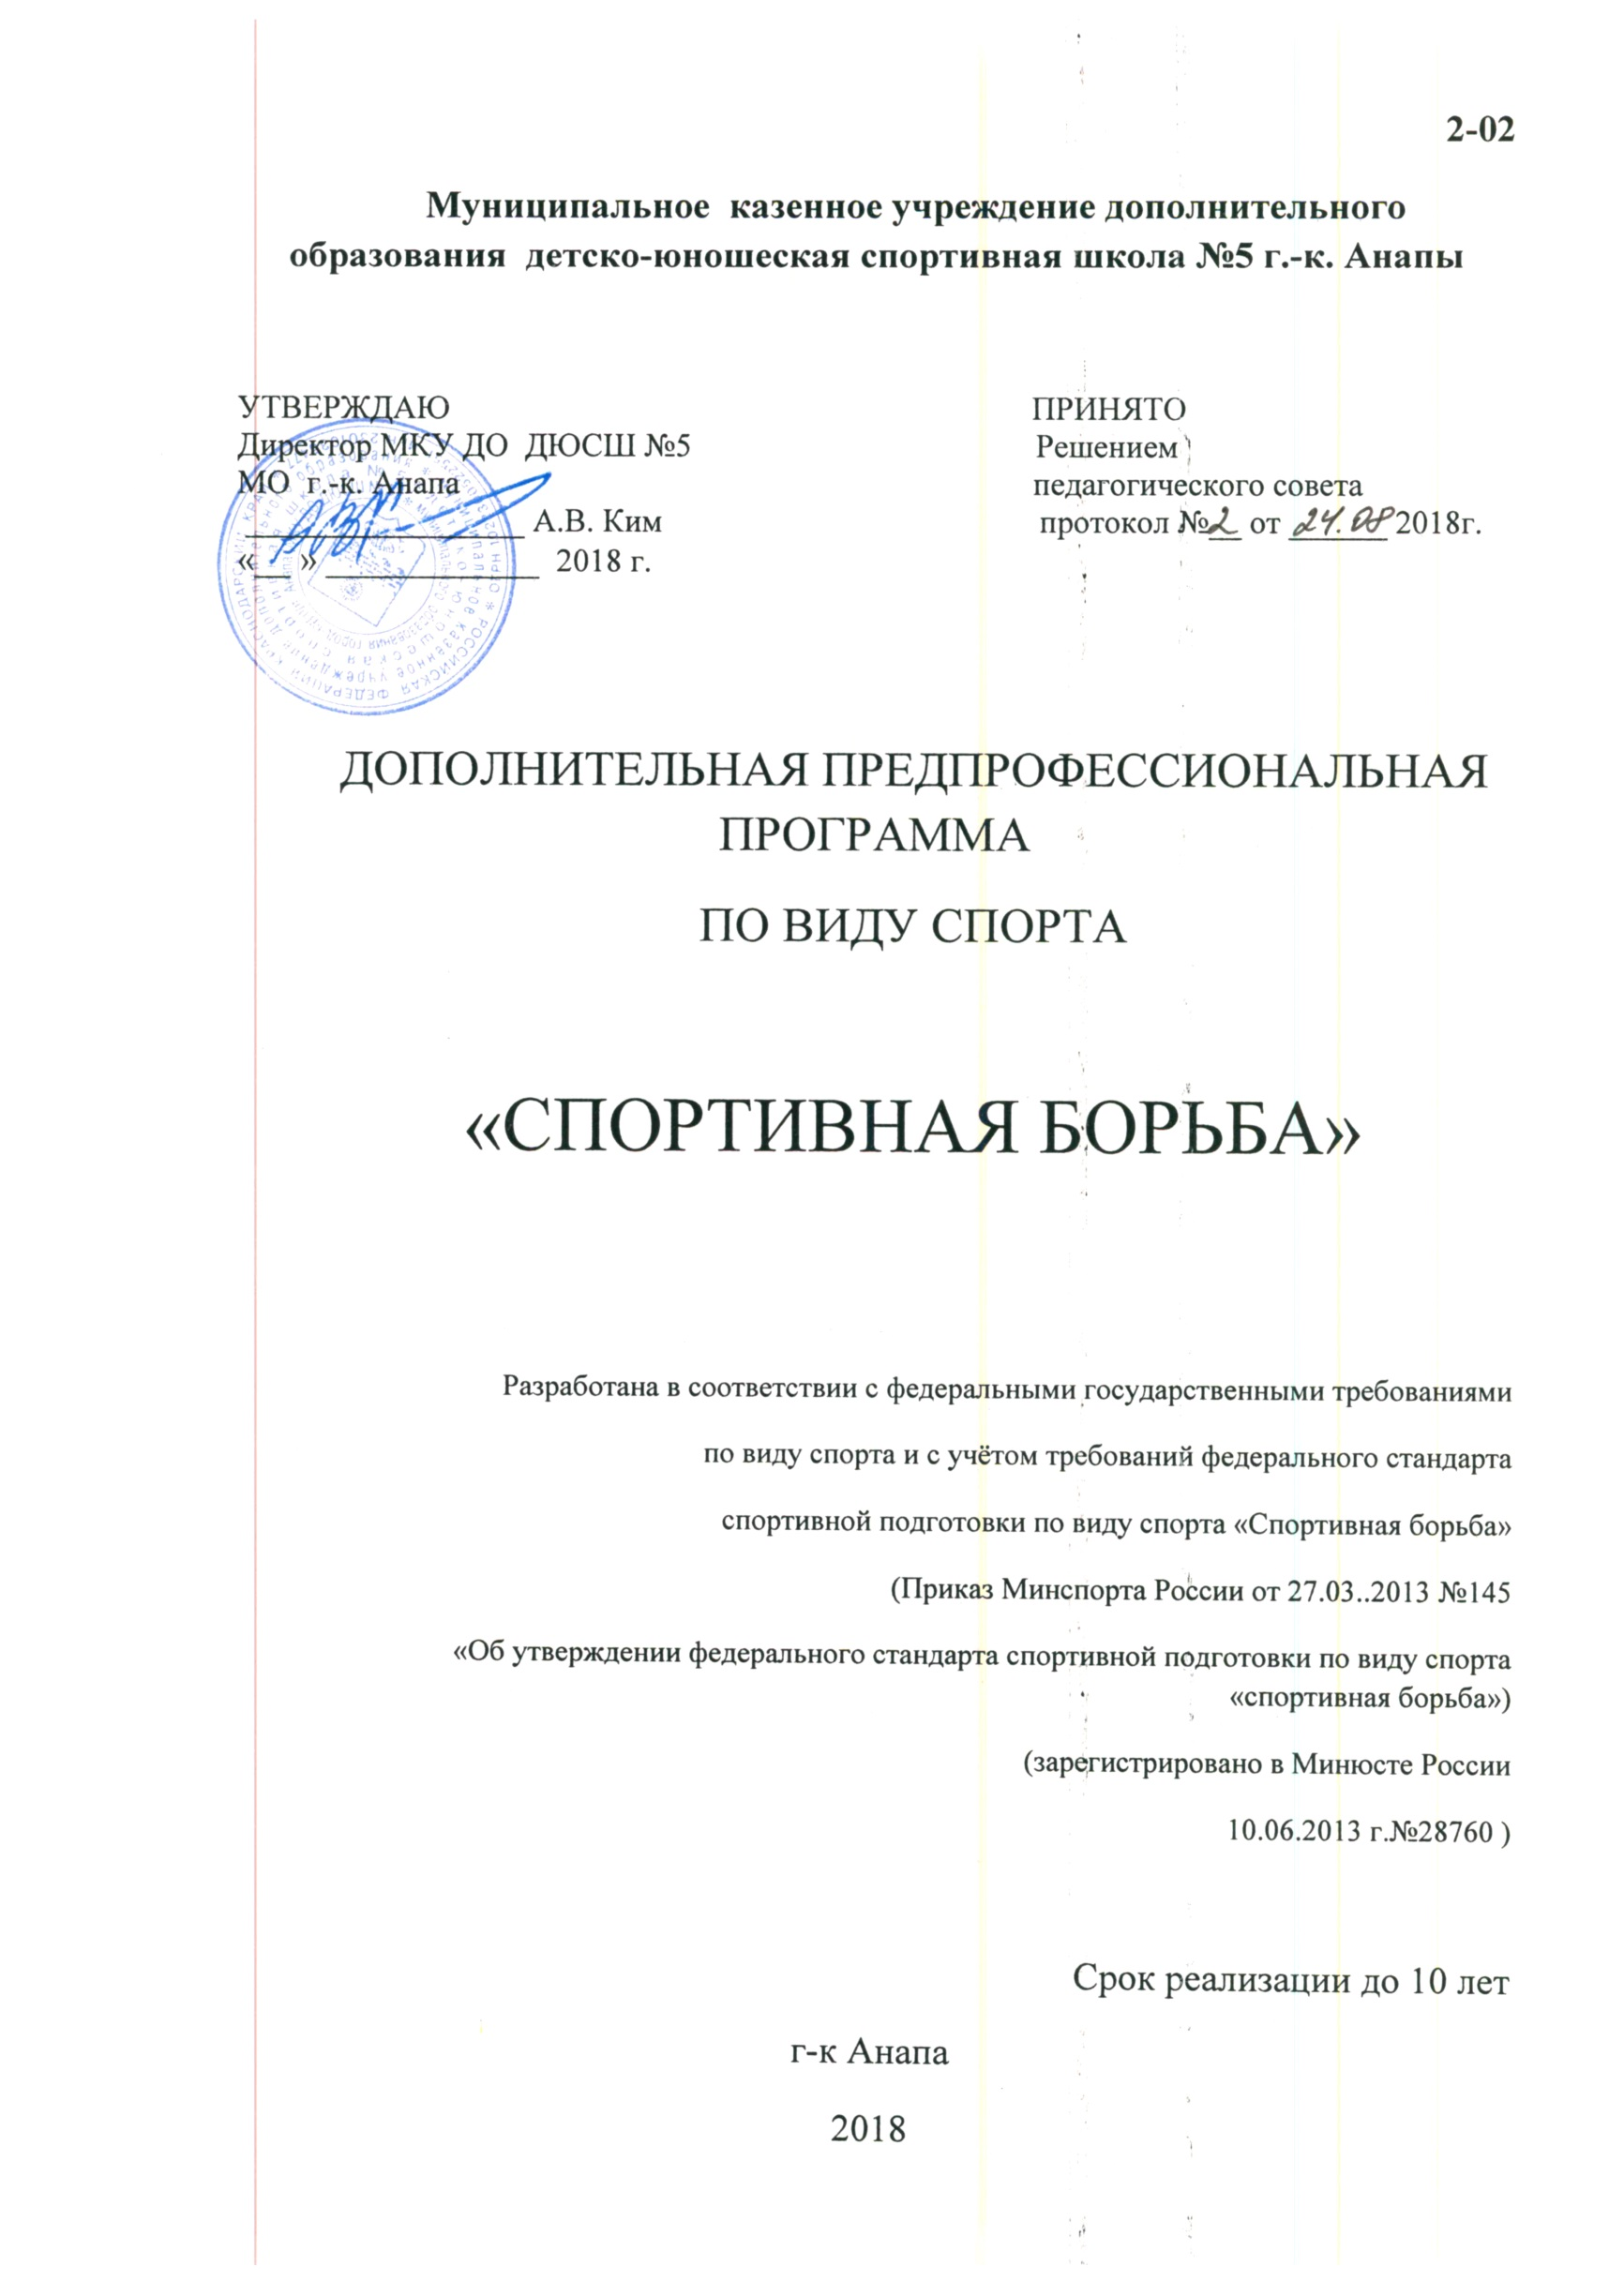 2-02
Муниципальное казенное учреждение дополнительного
образования детско-юношеская спортивная школа №5 г.-к. Анапы
УТВЕРЖДАЮ
Директор МКУ ДО ДЮСШ №5
МО г.-к. Анапа
______________ А.В. Ким
«__ » _____________ 2018 г.
ПРИНЯТО
Решением
педагогического совета
протокол №2 от 24.08 2018г.
ДОПОЛНИТЕЛЬНАЯ ПРЕДПРОФЕССИОНАЛЬНАЯ
ПРОГРАММА
ПО ВИДУ СПОРТА
«СПОРТИВНАЯ БОРЬБА»
Разработана в соответствии с федеральными государственными требованиями
по виду спорта и с учётом требований федерального стандарта
спортивной подготовки по виду спорта «Спортивная борьба»
(Приказ Минспорта России от 27.03..2013 №145
«Об утверждении федерального стандарта спортивной подготовки по виду спорта
«спортивная борьба»)
(зарегистрировано в Минюсте России
10.06.2013 г.№28760 )
Срок реализации до 10 лет
г-к Анапа
2018